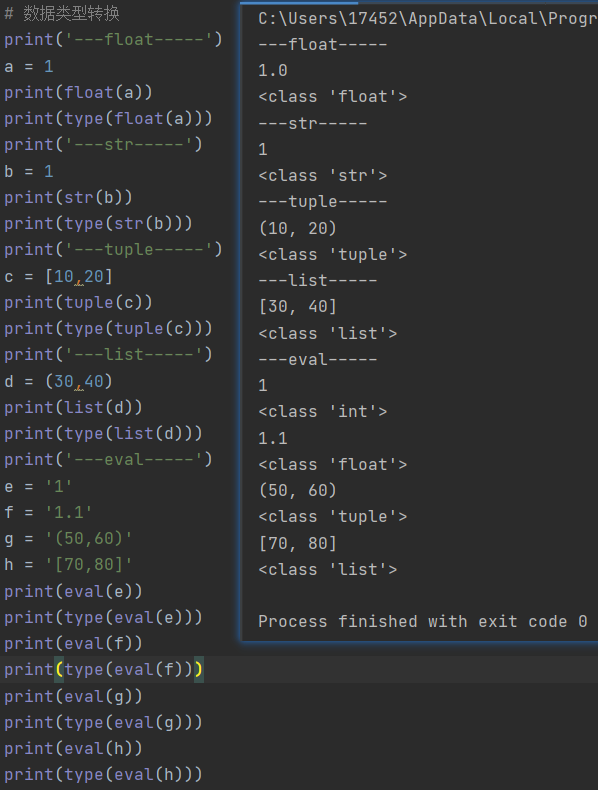 # 数据类型转换
print('---float-----')
a = 1
print(float(a))
print(type(float(a)))
print('---str-----')
b = 1
print(str(b))
print(type(str(b)))
print('---tuple-----')
c = [10,20]
print(tuple(c))
print(type(tuple(c)))
print('---list-----')
d = (30,40)
print(list(d))
print(type(list(d)))
print('---eval-----')
e = '1'
f = '1.1'
g = '(50,60)'
h = '[70,80]'
print(eval(e))
print(type(eval(e)))
print(eval(f))
print(type(eval(f)))
print(eval(g))
print(type(eval(g)))
print(eval(h))
print(type(eval(h)))
C:\Users\17452\AppData\Local\Progr
---float-----
1.0
<class 'float'>
---str-----
1
<class 'str'>
---tuple-----
(10, 20)
<class 'tuple'>
---list-----
[30, 40]
<class 'list'>
---eval-----
1
<class 'int'>
1.1
<class 'float'>
(50, 60)
<class 'tuple'>
[70, 80]
<class 'list'>
Process finished with exit code 0